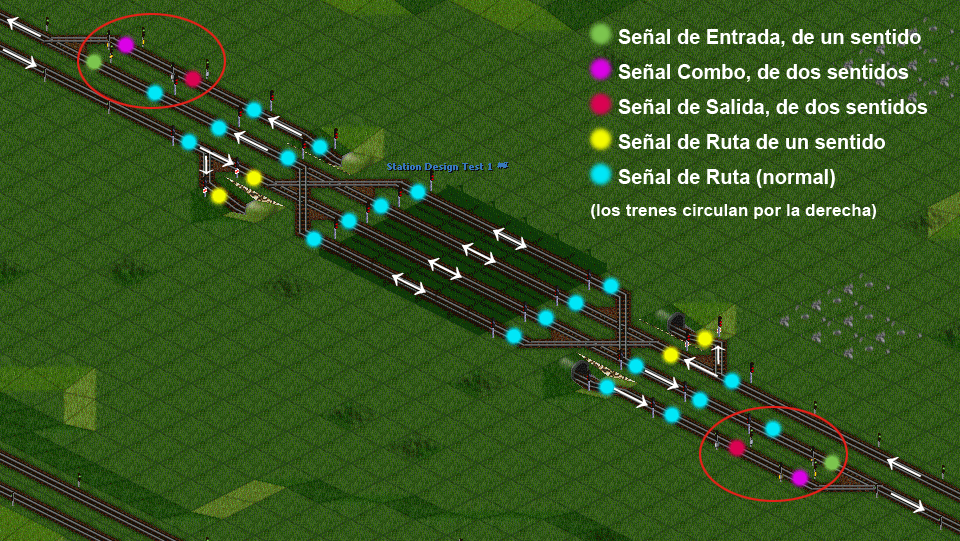 Señal de Entrada, de un sentido
Señal Combo, de dos sentidos
Señal de Salida, de dos sentidos
Señal de Ruta de un sentido
Station Design Test 1
Señal de Ruta (normal)
(los trenes circulan por la derecha)